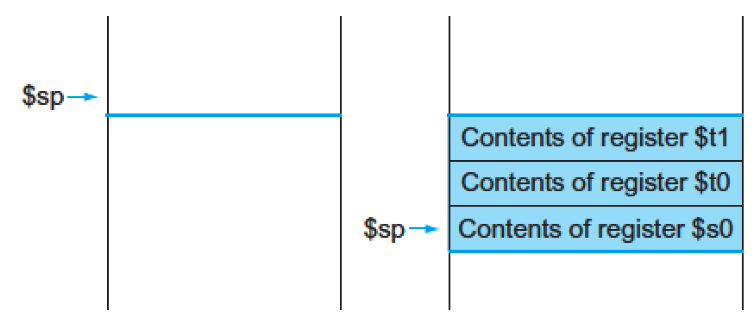 $sp
Contents of register $t1
Contents of register $t0
$sp
Contents of register $s0